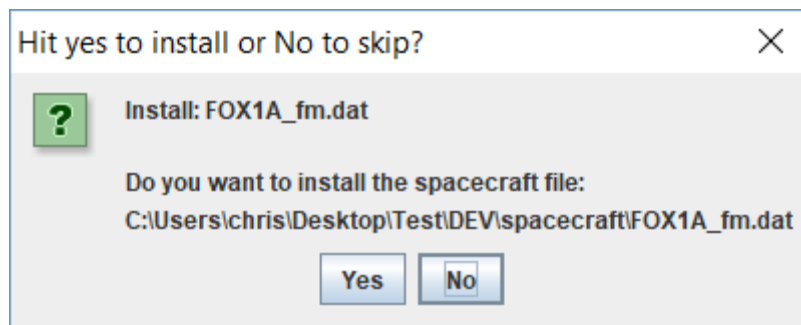 Hit yes to install or No to skip?
Install: FOX1A_fm.dat
Do you want to install the spacecraft file:
C:\Users\chris\Desktop\Test\DEV\spacecraft\FOX1A_fm.dat
Yes No